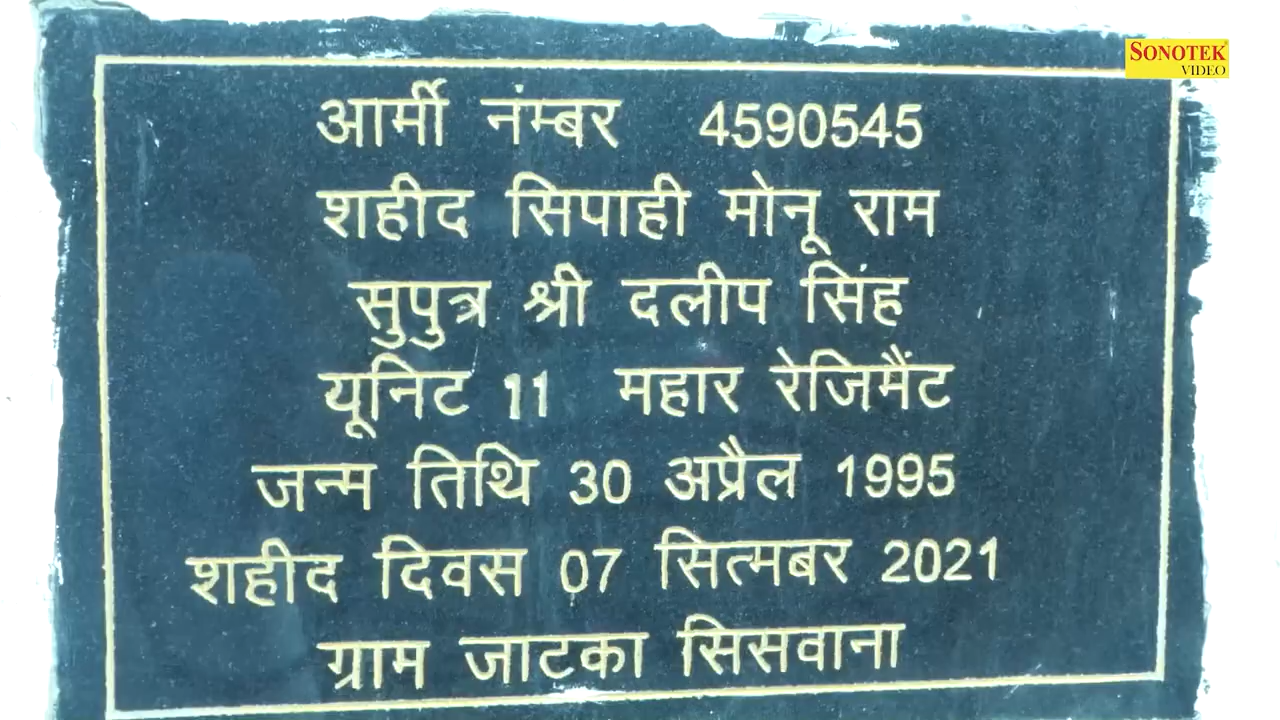 SONOTEK
VIDEO
आर्मी नंम्बर 4590545
शहीद सिपाही मोनू राम
सुपुत्र श्री दलीप सिंह
यूनिट 11 महार रेजिमैंट
जन्म तिथि 30 अप्रैल 1995
शहीद दिवस 07 सित्मबर 2021
ग्राम जाटका सिसवाना